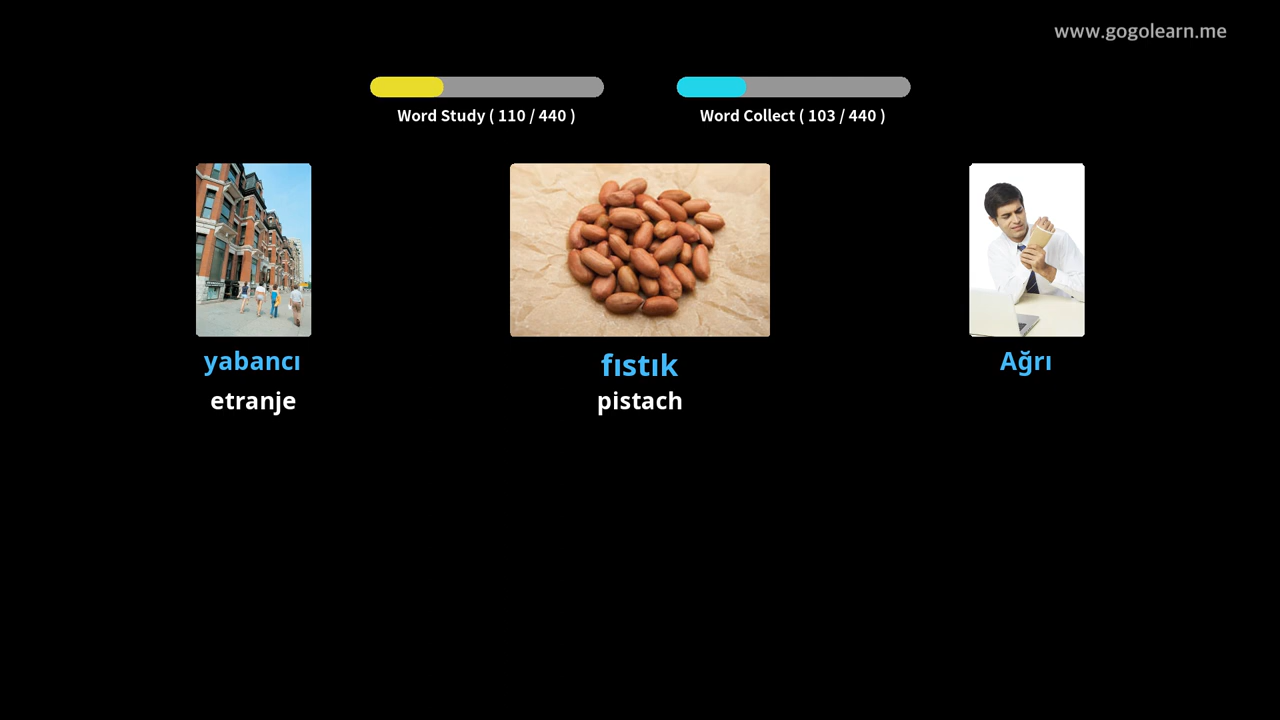 www.gogolearn.me
Word Study ( 110 / 440 )
Word Collect ( 103 / 440 )
yabancı
etranje
fıstık
pistach
Ağrı